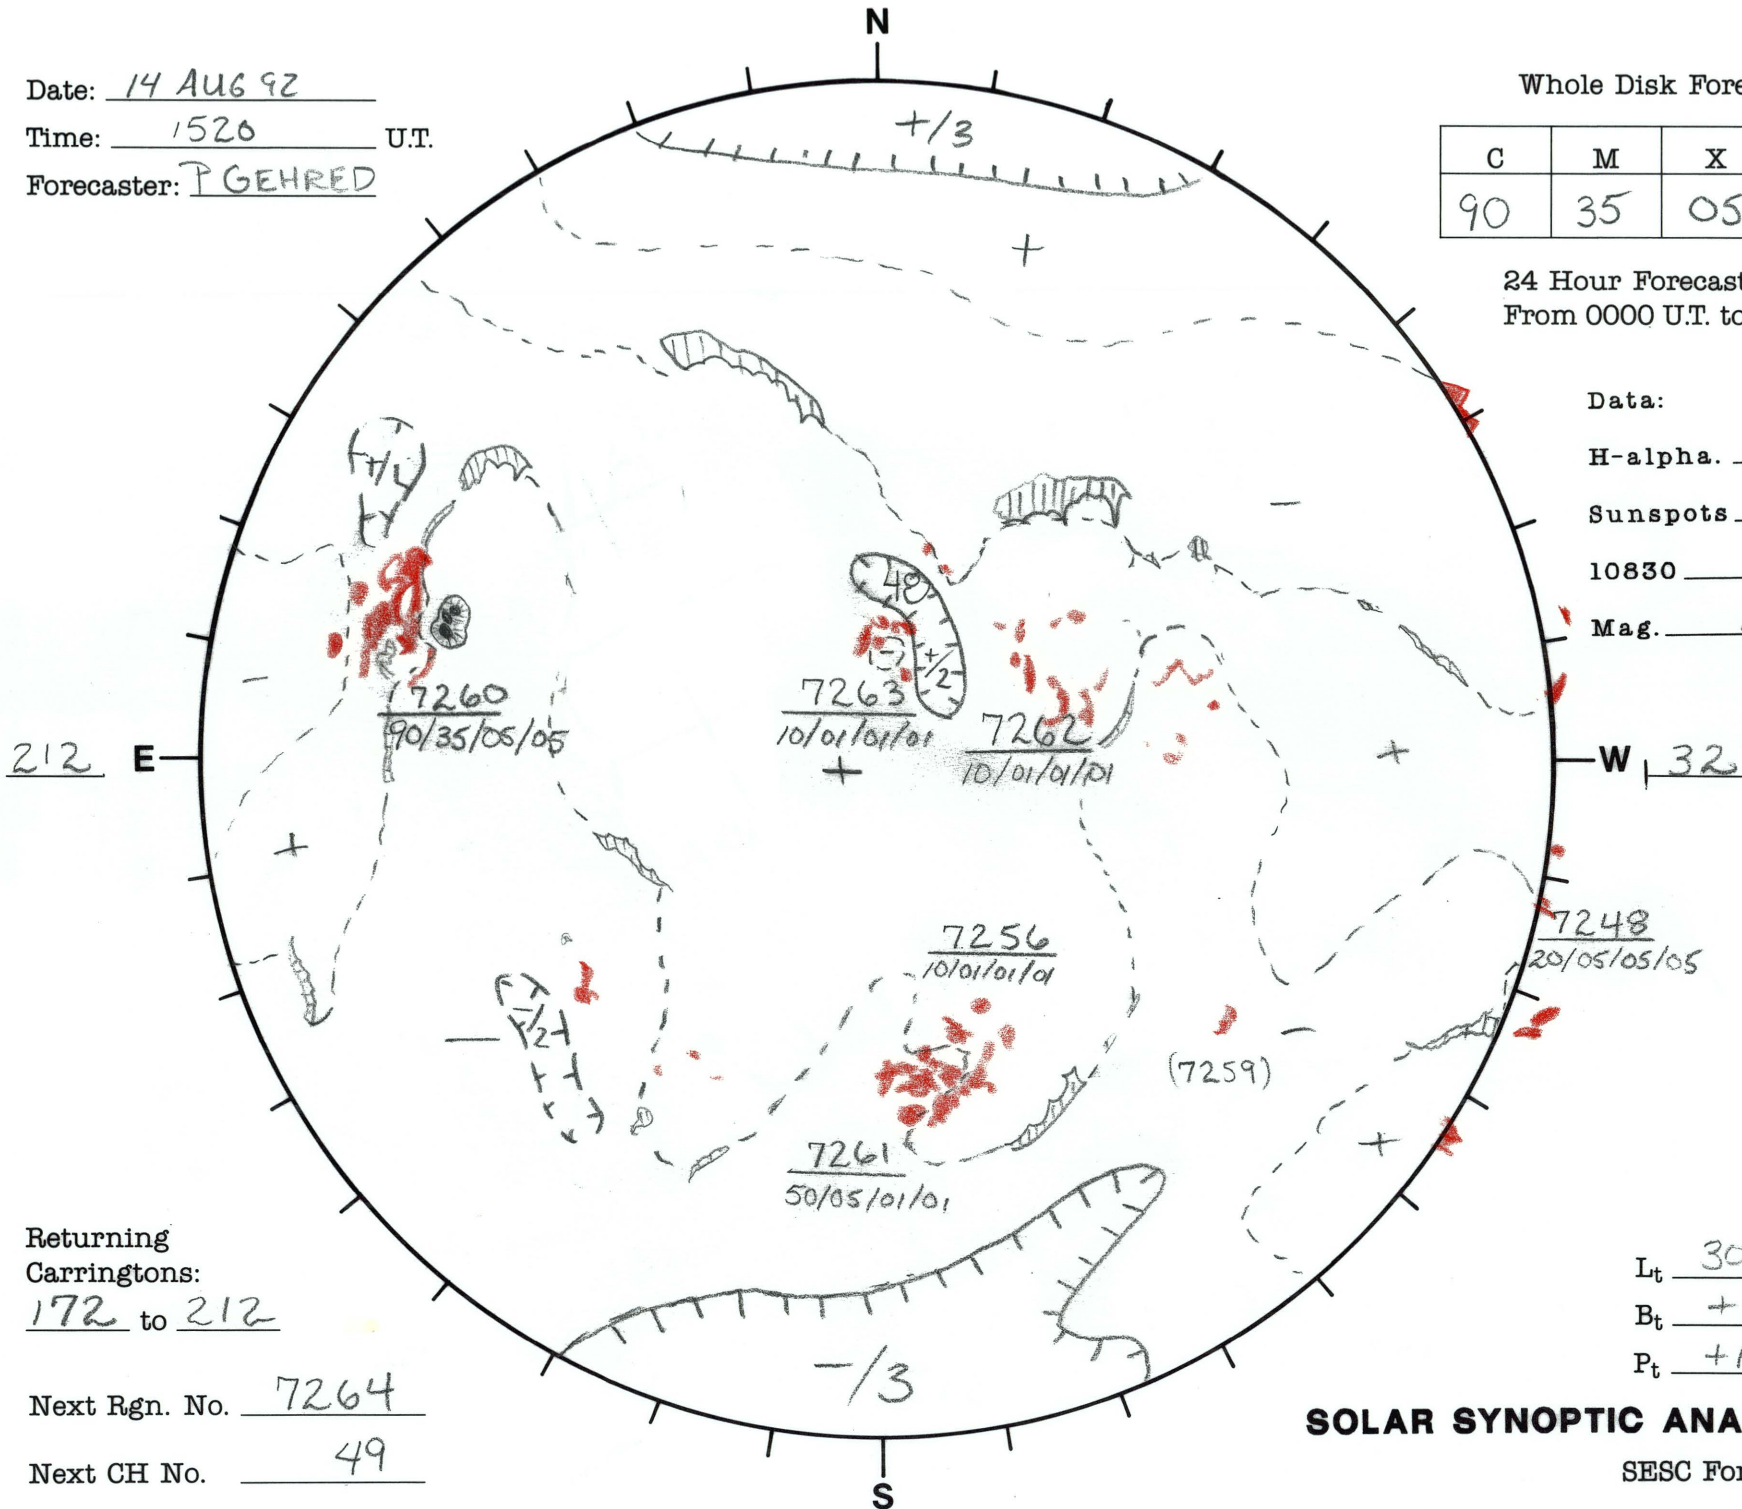 N
Date: 14 AUG 92
Time: 1520 U.T.
Forecaster: P GEHRED
Whole Disk Fore
C M X
90 35 05
24 Hour Forecast
From 0000 U.T. to
Data:
H-alpha.
Sunspots
10830
Mag.
+/3
+
-
48
+/2
7260
90/35/05/05
7263
10/01/01/01
7262
10/01/01/01
-
212 E
W 32
+
+
+
7256
10/01/01/01
7248
20/05/05/05
-/2
-
-
(7259)
+
7261
50/05/01/01
-/3
Returning
Carringtons:
172 to 212
Next Rgn. No. 7264
Next CH No. 49
Lt 30
Bt +
Pt +1
SOLAR SYNOPTIC ANA
SESC For
S